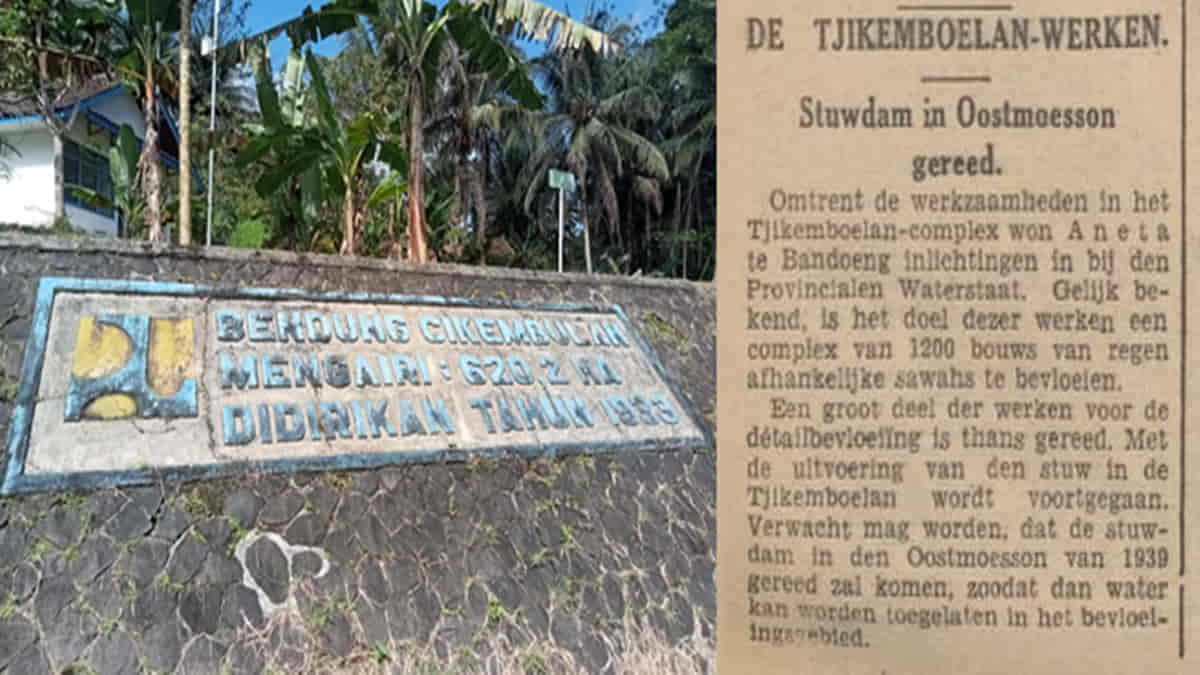 BENDUNG CIKEMBULAN
MENGAIRI : 620,2 HA
DIDIRIKAN TAHUN 1938
DE TJIKEMBOELAN-WERKEN.
Stuwdam in Oostmoesson
gereed.
Omtrent de werkzaamheden in het
Tjikemboelan-complex won Aneta
te Bandoeng inlichtingen in bij den
Provincialen Waterstaat. Gelijk be-
kend, is het doel dezer werken een
complex van 1200 bouws van regen
afhankelijke sawahs te bevloeien.
Een groot deel der werken voor de
détailbevloeiing is thans gereed. Met
de uitvoering van den stuw in de
Tjikemboelan wordt voortgegaan.
Verwacht mag worden, dat de stuw-
dam in den Oostmoesson van 1939
gereed zal komen, zoodat dan water
kan worden toegelaten in het bevloei-
ingsgebied.